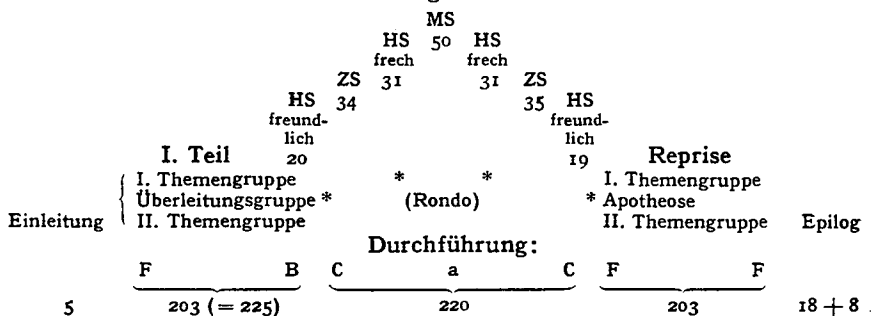 MS
HS 50 HS
frech frech
ZS 31 31 ZS
HS 34 35 HS
freund- freund-
lich lich
I. Teil 20 19 Reprise
I. Themengruppe * * I. Themengruppe
Überleitungsgruppe * (Rondo) * Apotheose
Einleitung II. Themengruppe II. Themengruppe Epilog
Durchführung:
F B C a C F F
5 203 (= 225) 220 203 18 + 8